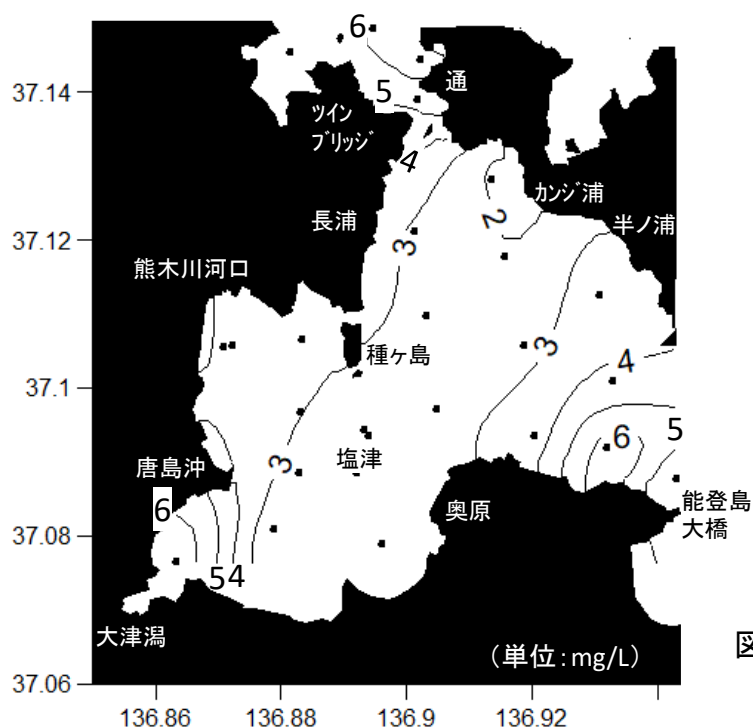 6
37.14
通
5
ツイン
ブリッジ
4
カンジ浦
2
長浦
半ノ浦
37.12
3
熊木川河口
種ヶ島
3
4
37.1
6
5
3
塩津
唐島沖
6
奥原
能登島
大橋
37.08
5 4
大津潟
(単位:mg/L)
図
37.06
136.86 136.88 136.9 136.92